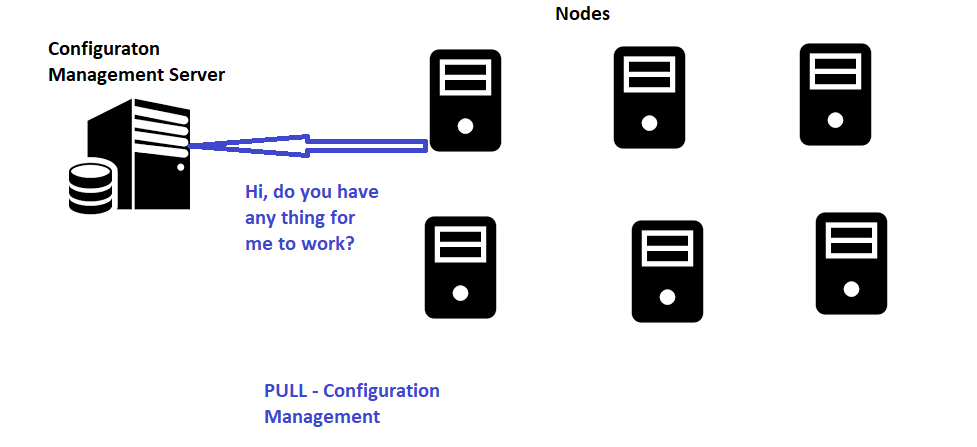 Nodes
Configuraton
Management Server
Hi, do you have
any thing for
me to work?
PULL - Configuration
Management